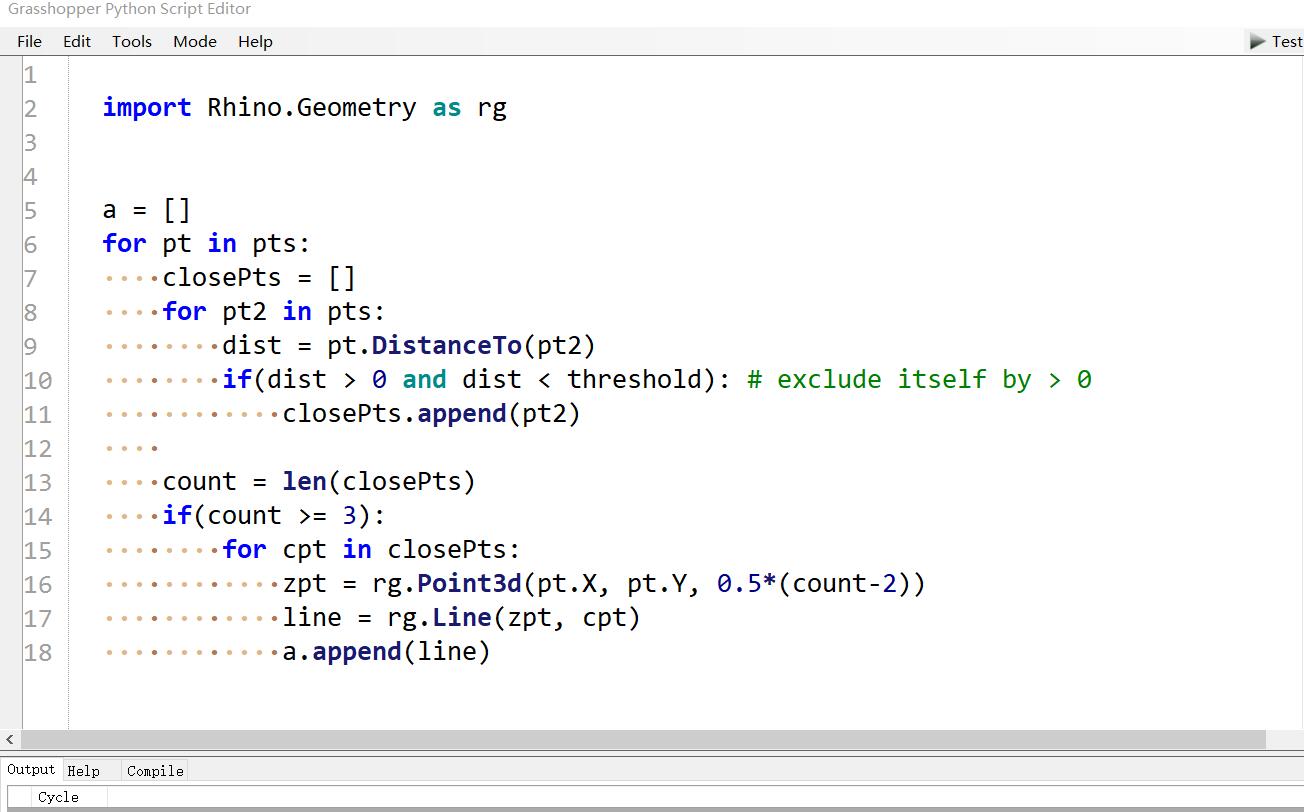 Grasshopper Python Script Editor
File Edit Tools Mode Help Test
1
2 import Rhino.Geometry as rg
3
4
5 a = []
6 for pt in pts:
7 ····closePts = []
8 ····for pt2 in pts:
9 ········dist = pt.DistanceTo(pt2)
10 ········if(dist > 0 and dist < threshold): # exclude itself by > 0
11 ············closePts.append(pt2)
12 ····
13 ····count = len(closePts)
14 ····if(count >= 3):
15 ········for cpt in closePts:
16 ············zpt = rg.Point3d(pt.X, pt.Y, 0.5*(count-2))
17 ············line = rg.Line(zpt, cpt)
18 ············a.append(line)
Output Help Compile
Cycle